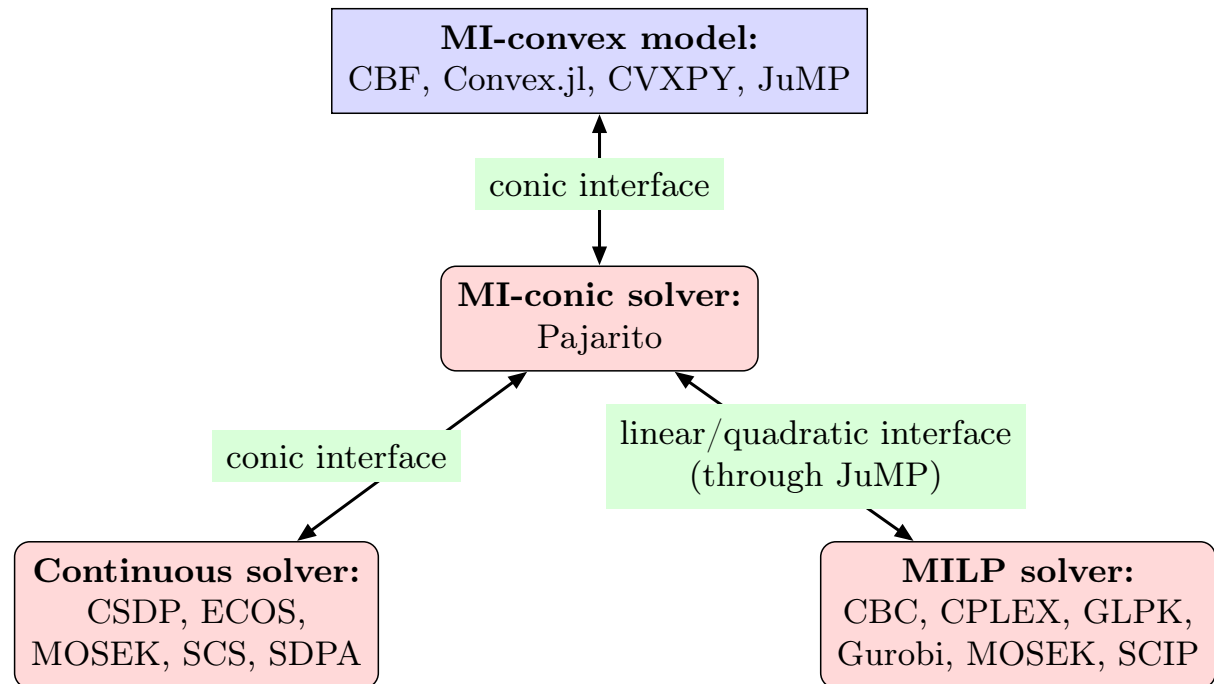 MI-convex model:
CBF, Convex.jl, CVXPY, JuMP
conic interface
MI-conic solver:
Pajarito
conic interface
linear/quadratic interface
(through JuMP)
Continuous solver:
CSDP, ECOS,
MOSEK, SCS, SDPA
MILP solver:
CBC, CPLEX, GLPK,
Gurobi, MOSEK, SCIP